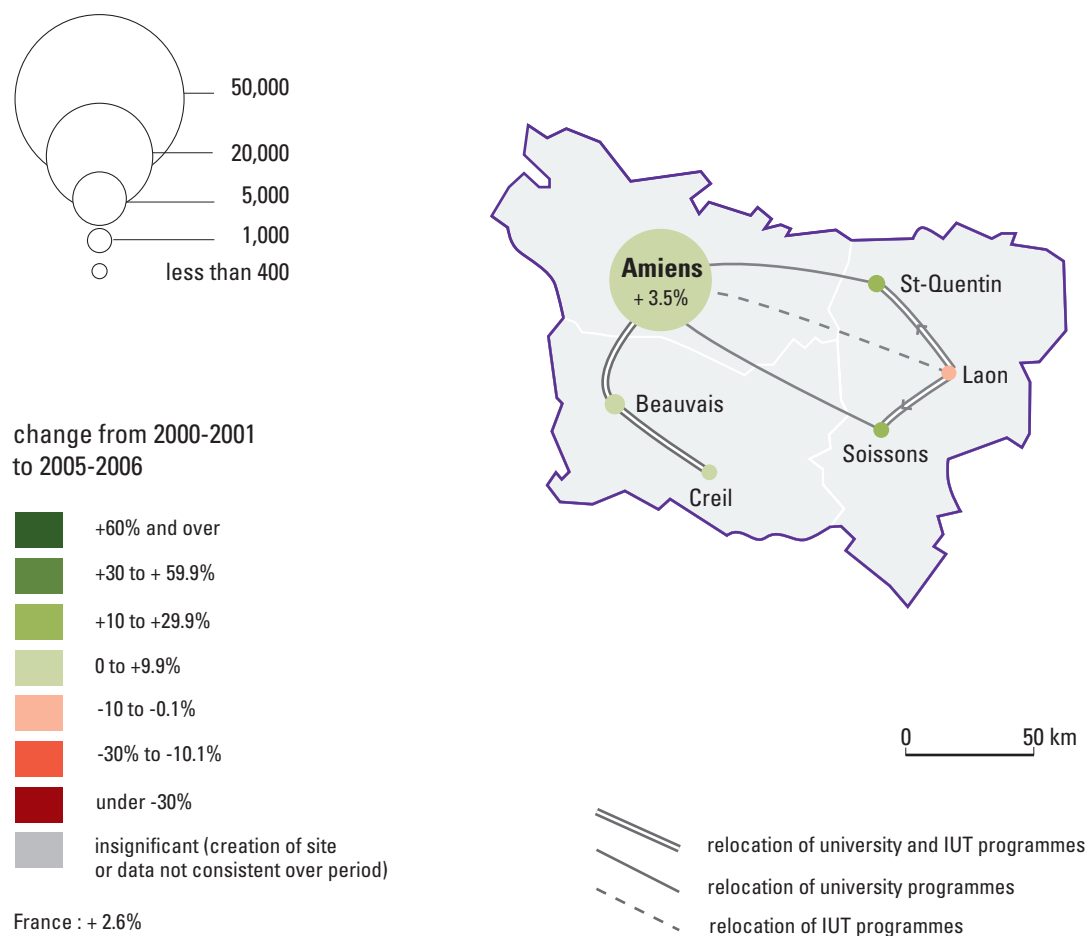 50,000
20,000
5,000
1,000
less than 400
Amiens
+ 3.5%
St-Quentin
Laon
Beauvais
Soissons
Creil
change from 2000-2001
to 2005-2006
+60% and over
+30 to + 59.9%
+10 to +29.9%
0 to +9.9%
-10 to -0.1%
-30% to -10.1%
under -30%
insignificant (creation of site
or data not consistent over period)
France : + 2.6%
0 50 km
relocation of university and IUT programmes
relocation of university programmes
relocation of IUT programmes